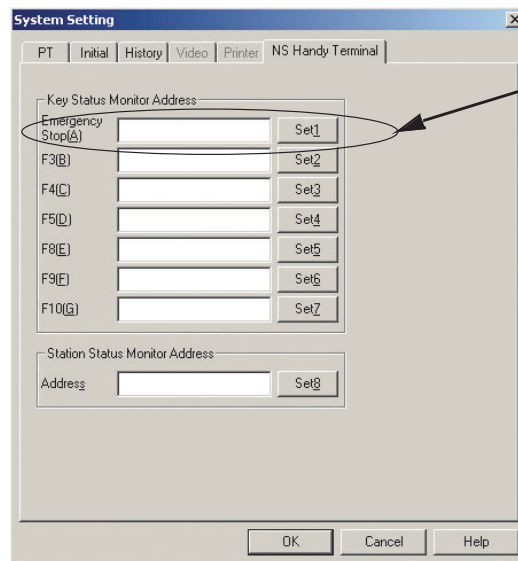 System Setting
PT Initial History Video Printer NS Handy Terminal
Key Status Monitor Address
Emergency
Stop(A) Set1
F3(B) Set2
F4(C) Set3
F5(D) Set4
F8(E) Set5
F9(F) Set6
F10(G) Set7
Station Status Monitor Address
Address Set8
OK Cancel Help